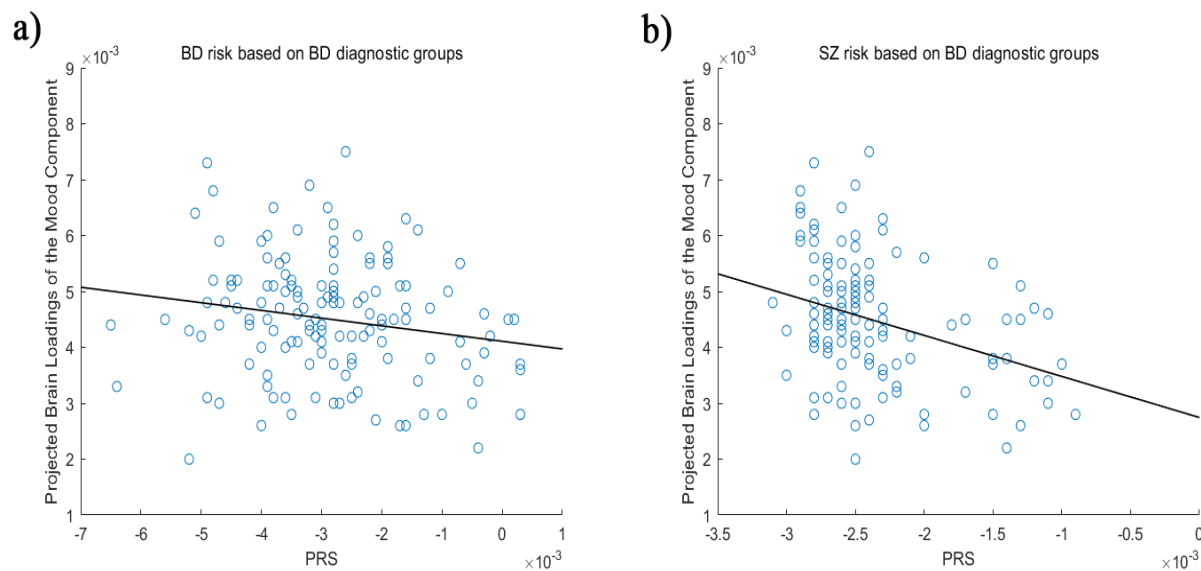 a)
BD risk based on BD diagnostic groups
×10⁻³
Projected Brain Loadings of the Mood Component
9
8
7
6
5
4
3
2
1
-7 -6 -5 -4 -3 -2 -1 0 1
PRS
×10⁻³
b)
SZ risk based on BD diagnostic groups
×10⁻³
Projected Brain Loadings of the Mood Component
9
8
7
6
5
4
3
2
1
-3.5 -3 -2.5 -2 -1.5 -1 -0.5 0
PRS
×10⁻³